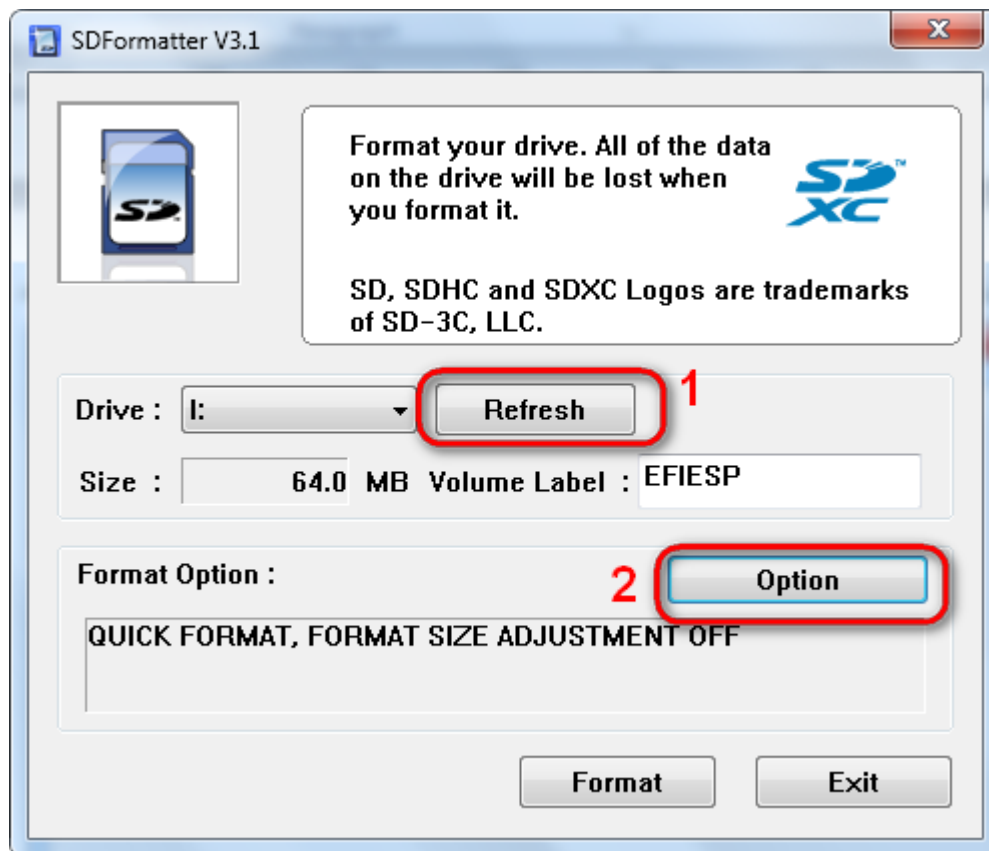 SDFormatter V3.1
SD
Format your drive. All of the data
on the drive will be lost when
you format it.
SD XC ™
SD, SDHC and SDXC Logos are trademarks
of SD-3C, LLC.
Drive : I: Refresh 1
Size : 64.0 MB Volume Label : EFIESP
Format Option : 2 Option
QUICK FORMAT, FORMAT SIZE ADJUSTMENT OFF
Format Exit